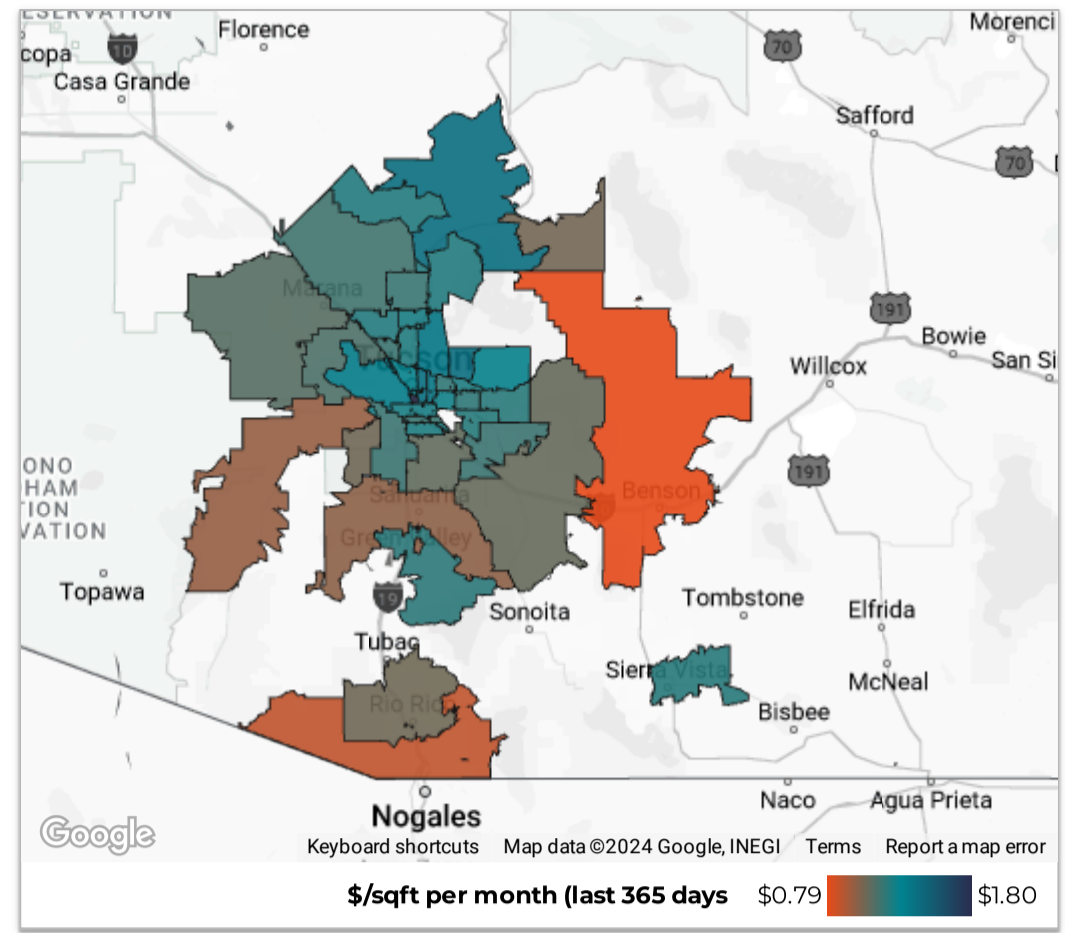 ESERVATION
Florence
Morenci
10
70
copa
Casa Grande
Safford
70
191
Marana
Bowie
Tucson
Willcox
San Si
ONO
HAM
TION
VATION
191
Benson
Sahuarita
Green Valley
Topawa
19
Sonoita
Tombstone
Elfrida
Tubac
Sierra Vista
McNeal
Rio Ric
Bisbee
Nogales
Naco
Agua Prieta
Google
Keyboard shortcuts
Map data ©2024 Google, INEGI
Terms
Report a map error
$/sqft per month (last 365 days
$0.79
$1.80